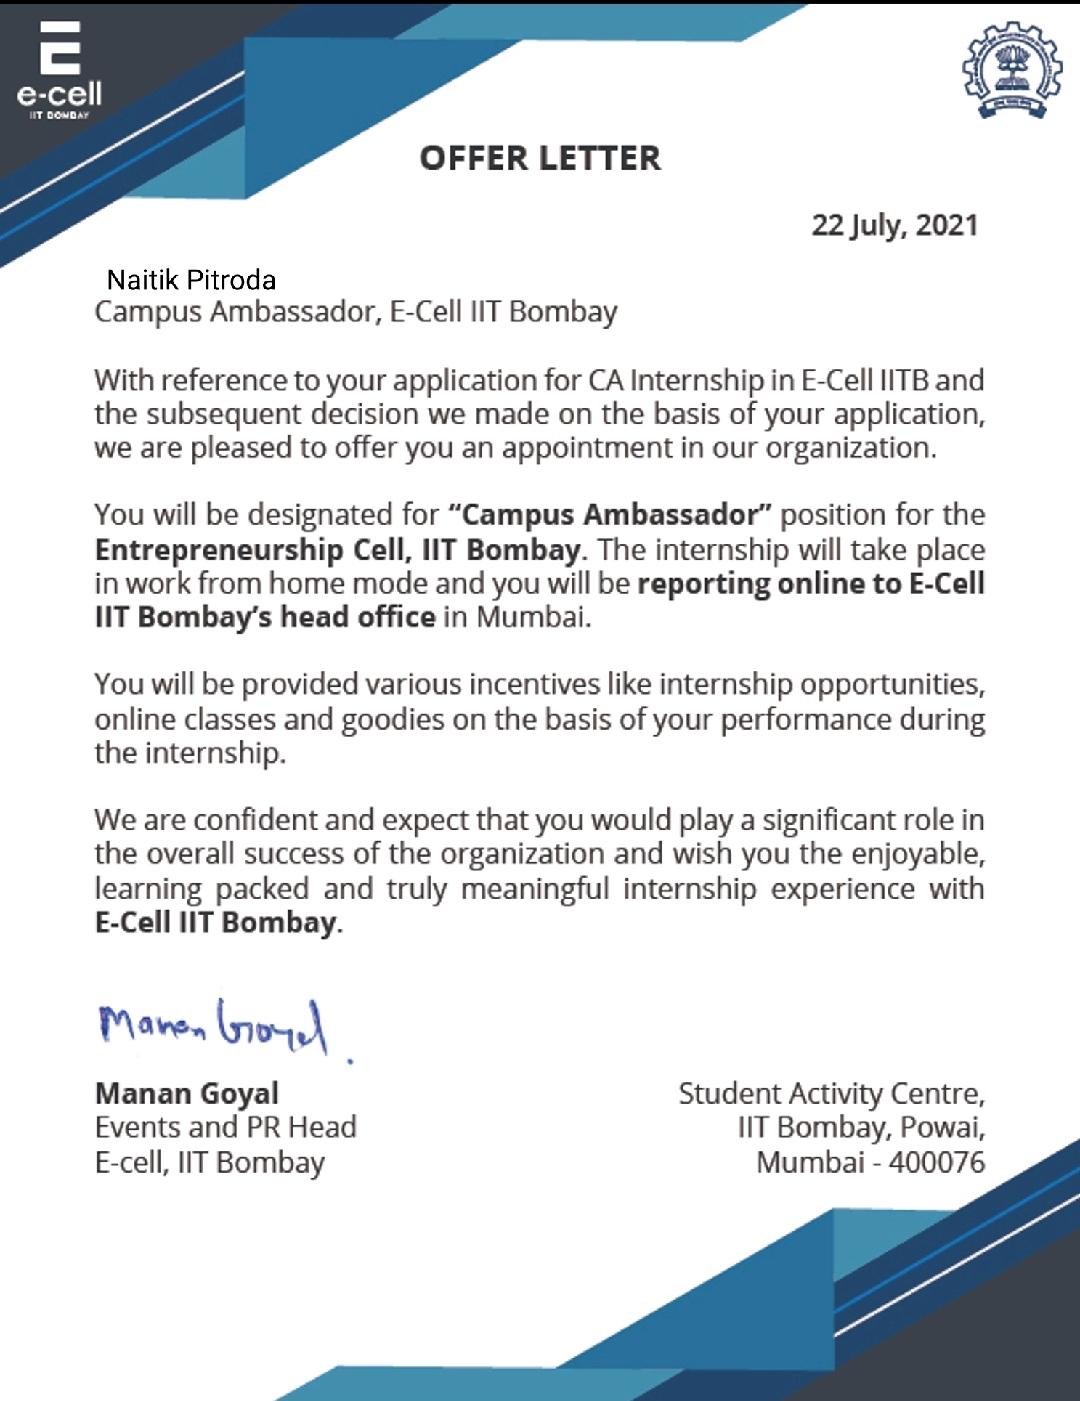 e-cell
IIT BOMBAY
OFFER LETTER
22 July, 2021
Naitik Pitroda
Campus Ambassador, E-Cell IIT Bombay
With reference to your application for CA Internship in E-Cell IITB and
the subsequent decision we made on the basis of your application,
we are pleased to offer you an appointment in our organization.
You will be designated for “Campus Ambassador” position for the
Entrepreneurship Cell, IIT Bombay. The internship will take place
in work from home mode and you will be reporting online to E-Cell
IIT Bombay’s head office in Mumbai.
You will be provided various incentives like internship opportunities,
online classes and goodies on the basis of your performance during
the internship.
We are confident and expect that you would play a significant role in
the overall success of the organization and wish you the enjoyable,
learning packed and truly meaningful internship experience with
E-Cell IIT Bombay.
Manan Goyal
Manan Goyal
Events and PR Head
E-cell, IIT Bombay
Student Activity Centre,
IIT Bombay, Powai,
Mumbai - 400076